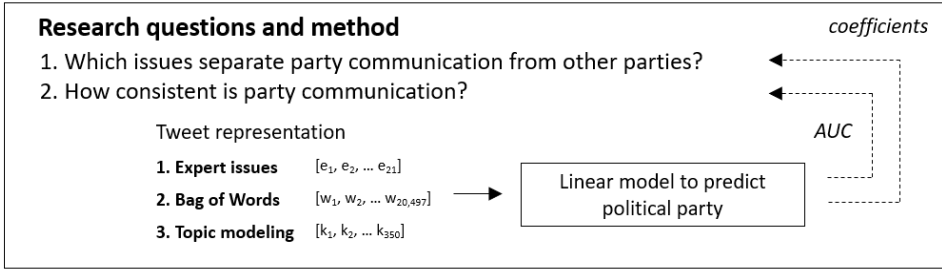 Research questions and method
coefficients
1. Which issues separate party communication from other parties?
2. How consistent is party communication?
AUC
Tweet representation
1. Expert issues [e1, e2, ... e21]
2. Bag of Words [w1, w2, ... w20,497]
3. Topic modeling [k1, k2, ... k350]
Linear model to predict
political party